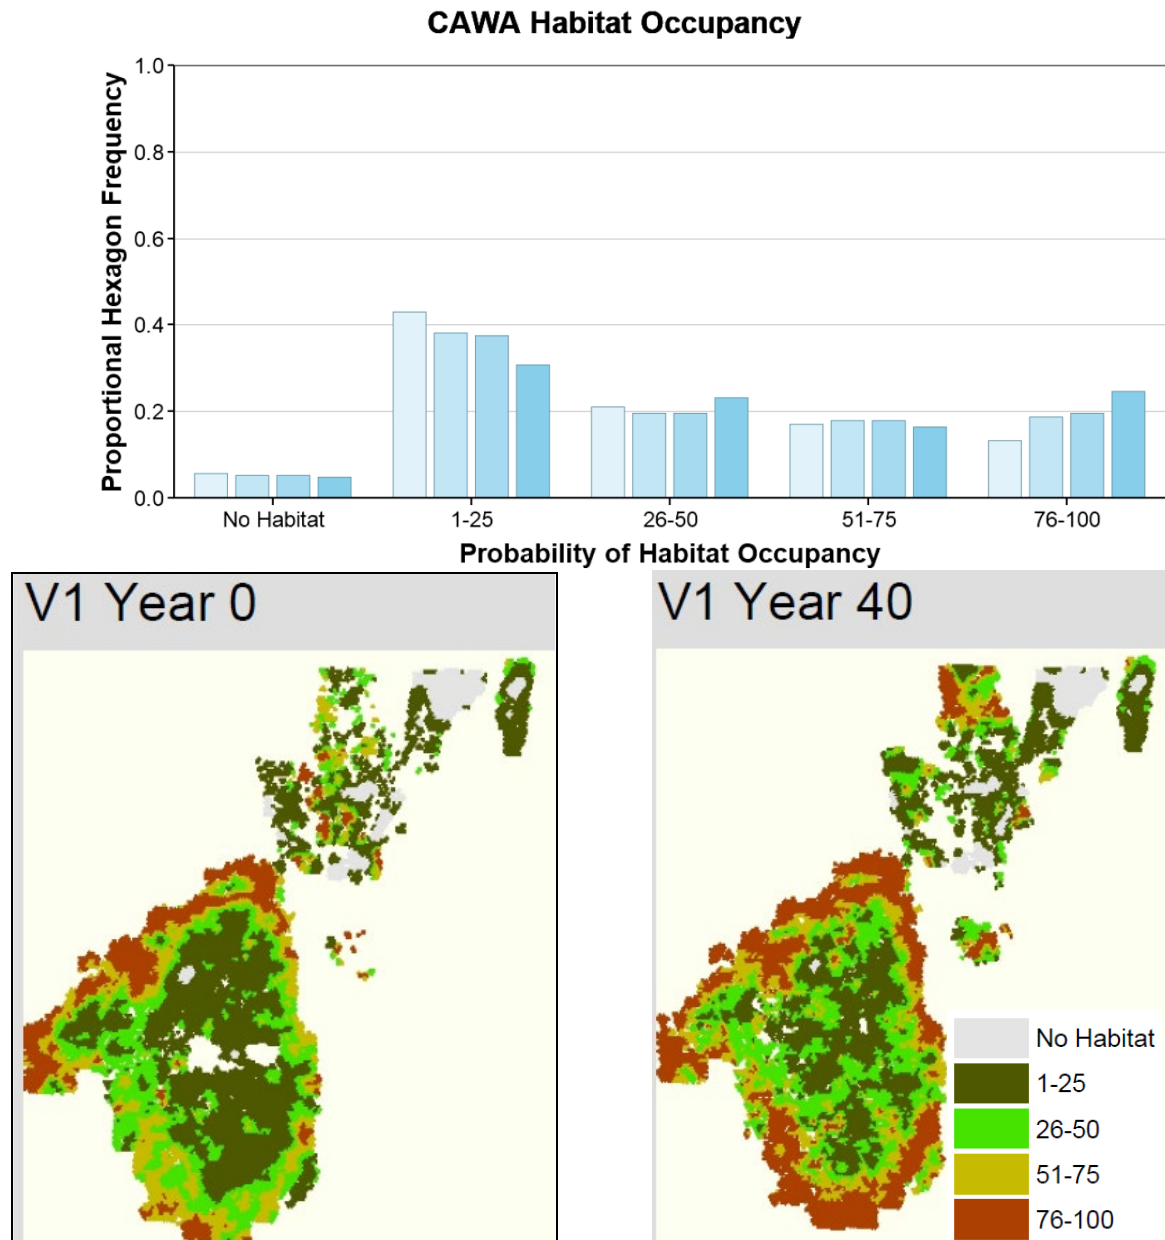 CAWA Habitat Occupancy
Proportional Hexagon Frequency
1.0
0.8
0.6
0.4
0.2
0.0
No Habitat 1-25 26-50 51-75 76-100
Probability of Habitat Occupancy
V1 Year 0
V1 Year 40
No Habitat
1-25
26-50
51-75
76-100